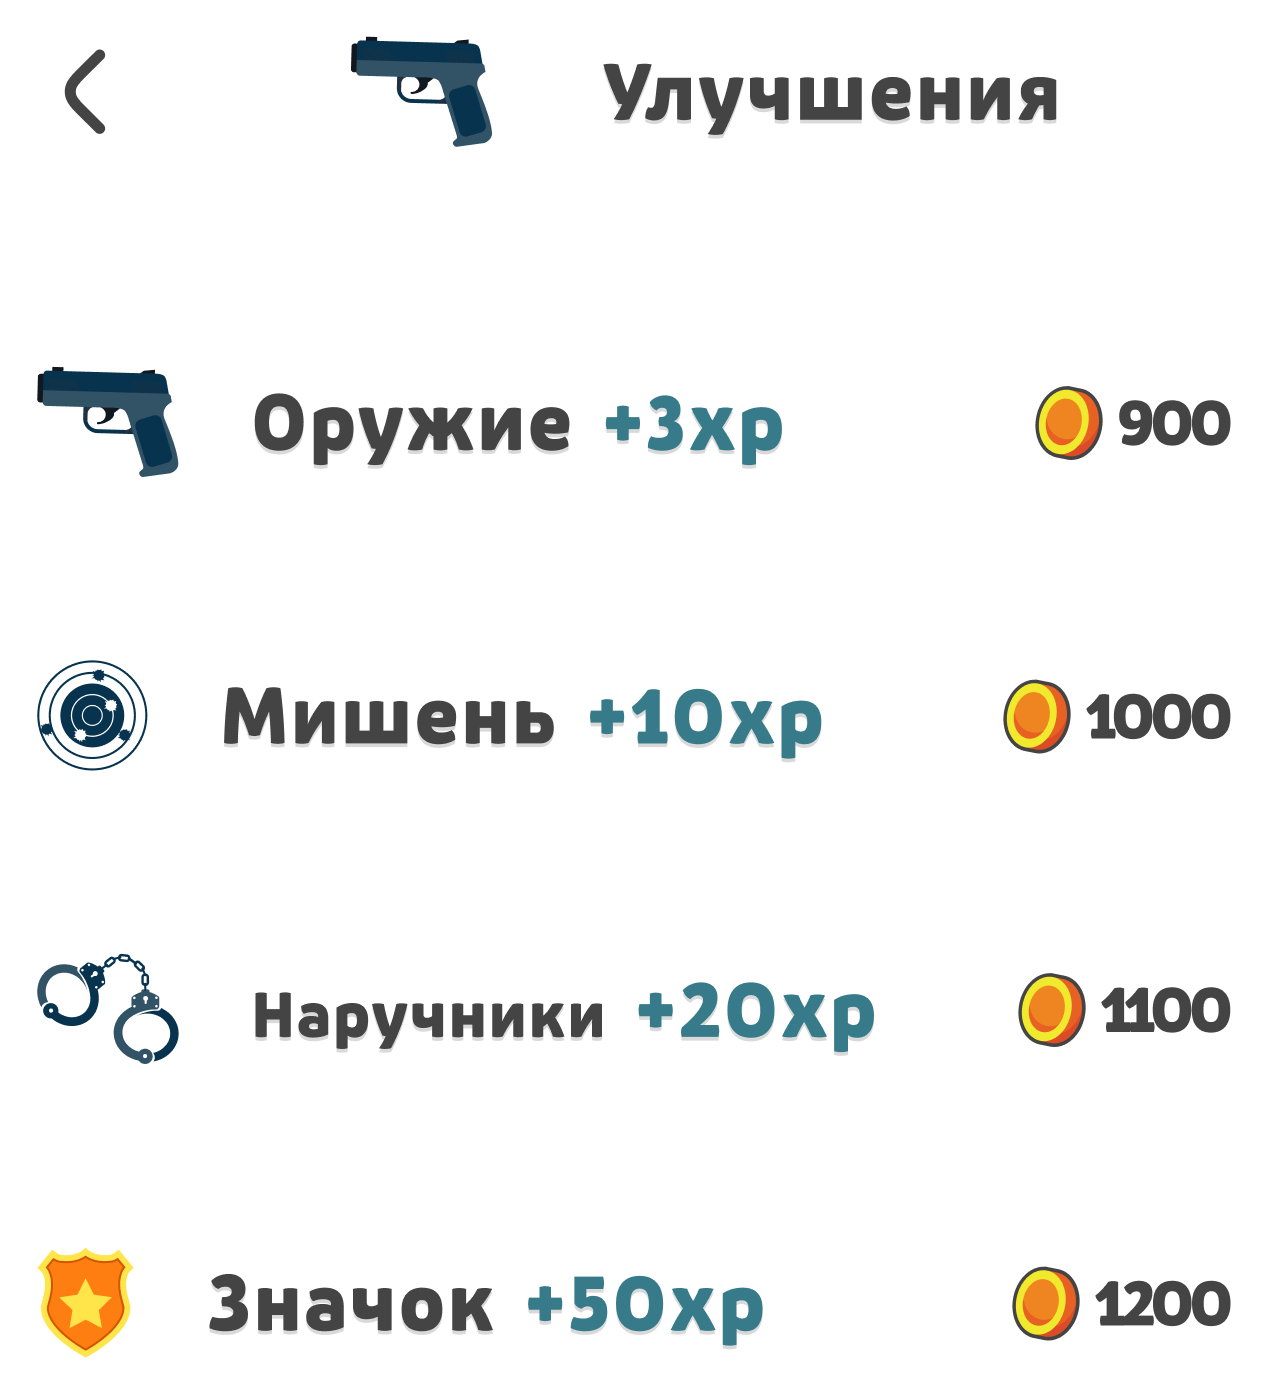 Улучшения
Оружие +3xp 900
Мишень +10xp 1000
Наручники +20xp 1100
Значок +50xp 1200